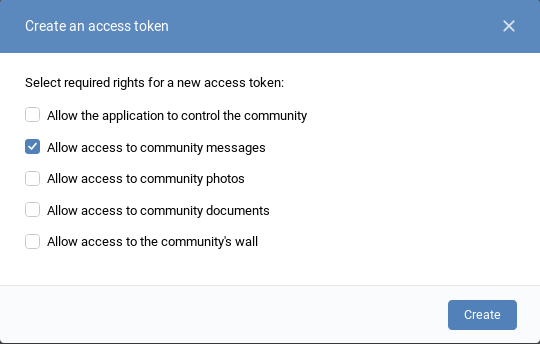 Create an access token
Select required rights for a new access token:
Allow the application to control the community
Allow access to community messages
Allow access to community photos
Allow access to community documents
Allow access to the community's wall
Create